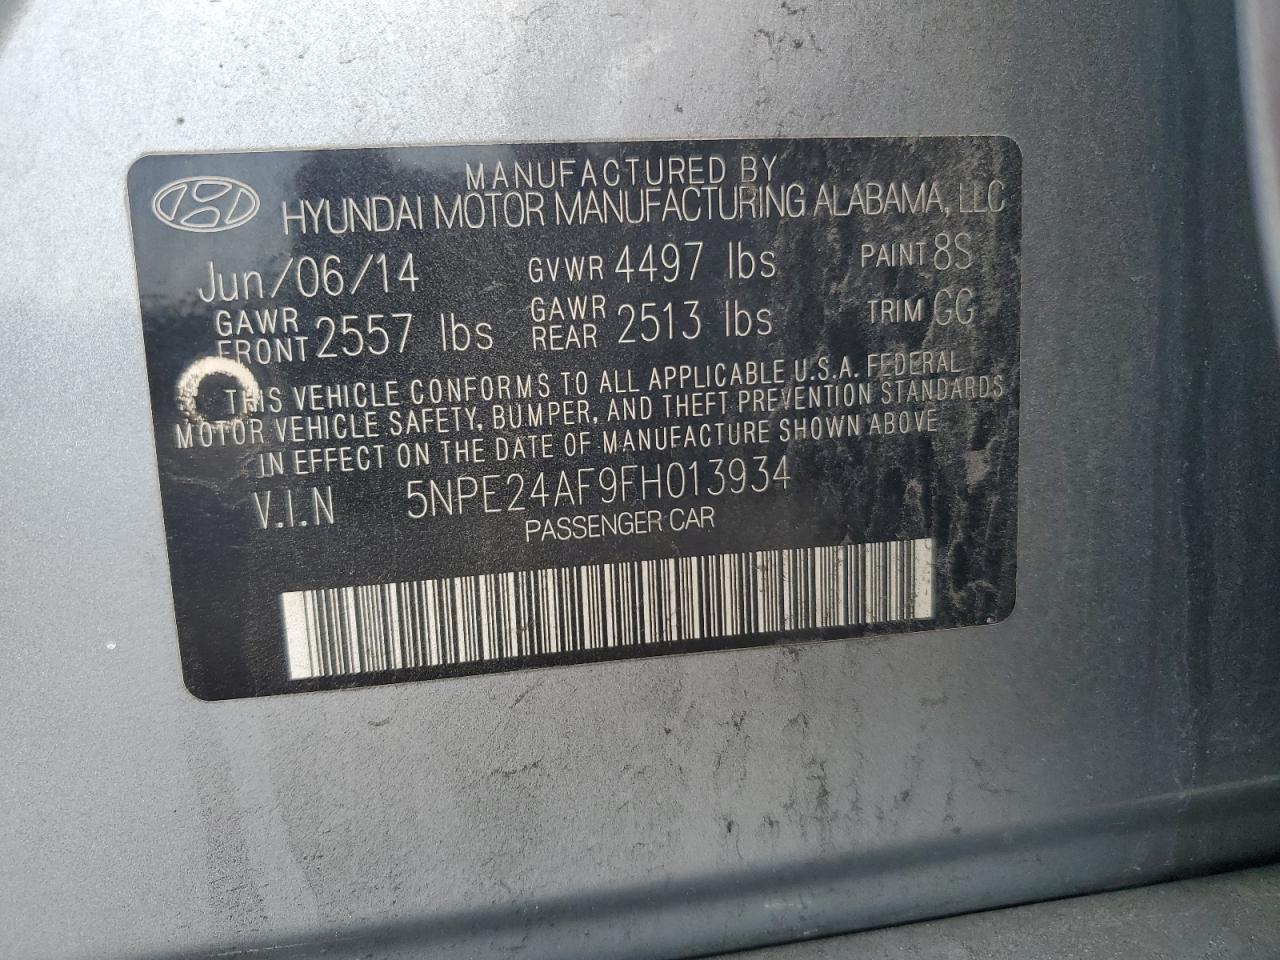 MANUFACTURED BY
HYUNDAI MOTOR MANUFACTURING ALABAMA, LLC
Jun/06/14 GVWR 4497 lbs PAINT 8S
GAWR FRONT 2557 lbs GAWR REAR 2513 lbs TRIM GG
THIS VEHICLE CONFORMS TO ALL APPLICABLE U.S.A. FEDERAL
MOTOR VEHICLE SAFETY, BUMPER, AND THEFT PREVENTION STANDARDS
IN EFFECT ON THE DATE OF MANUFACTURE SHOWN ABOVE
V.I.N 5NPE24AF9FH013934
PASSENGER CAR